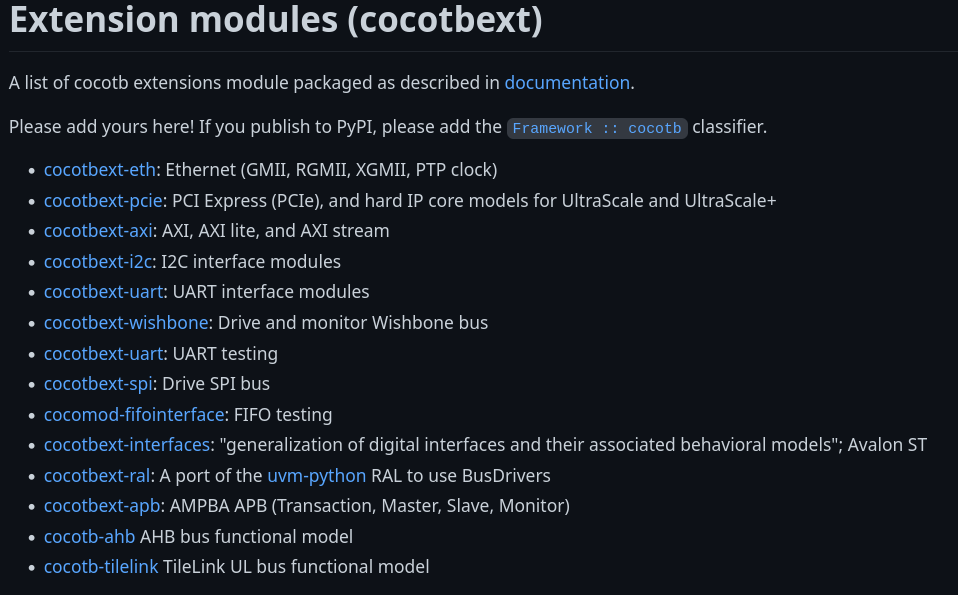 Extension modules (cocotbext)
A list of cocotb extensions module packaged as described in documentation.
Please add yours here! If you publish to PyPI, please add the Framework :: cocotb classifier.
• cocotbext-eth: Ethernet (GMII, RGMII, XGMII, PTP clock)
• cocotbext-pcie: PCI Express (PCIe), and hard IP core models for UltraScale and UltraScale+
• cocotbext-axi: AXI, AXI lite, and AXI stream
• cocotbext-i2c: I2C interface modules
• cocotbext-uart: UART interface modules
• cocotbext-wishbone: Drive and monitor Wishbone bus
• cocotbext-uart: UART testing
• cocotbext-spi: Drive SPI bus
• cocomod-fifointerface: FIFO testing
• cocotbext-interfaces: "generalization of digital interfaces and their associated behavioral models"; Avalon ST
• cocotbext-ral: A port of the uvm-python RAL to use BusDrivers
• cocotbext-apb: AMPBA APB (Transaction, Master, Slave, Monitor)
• cocotb-ahb AHB bus functional model
• cocotb-tilelink TileLink UL bus functional model